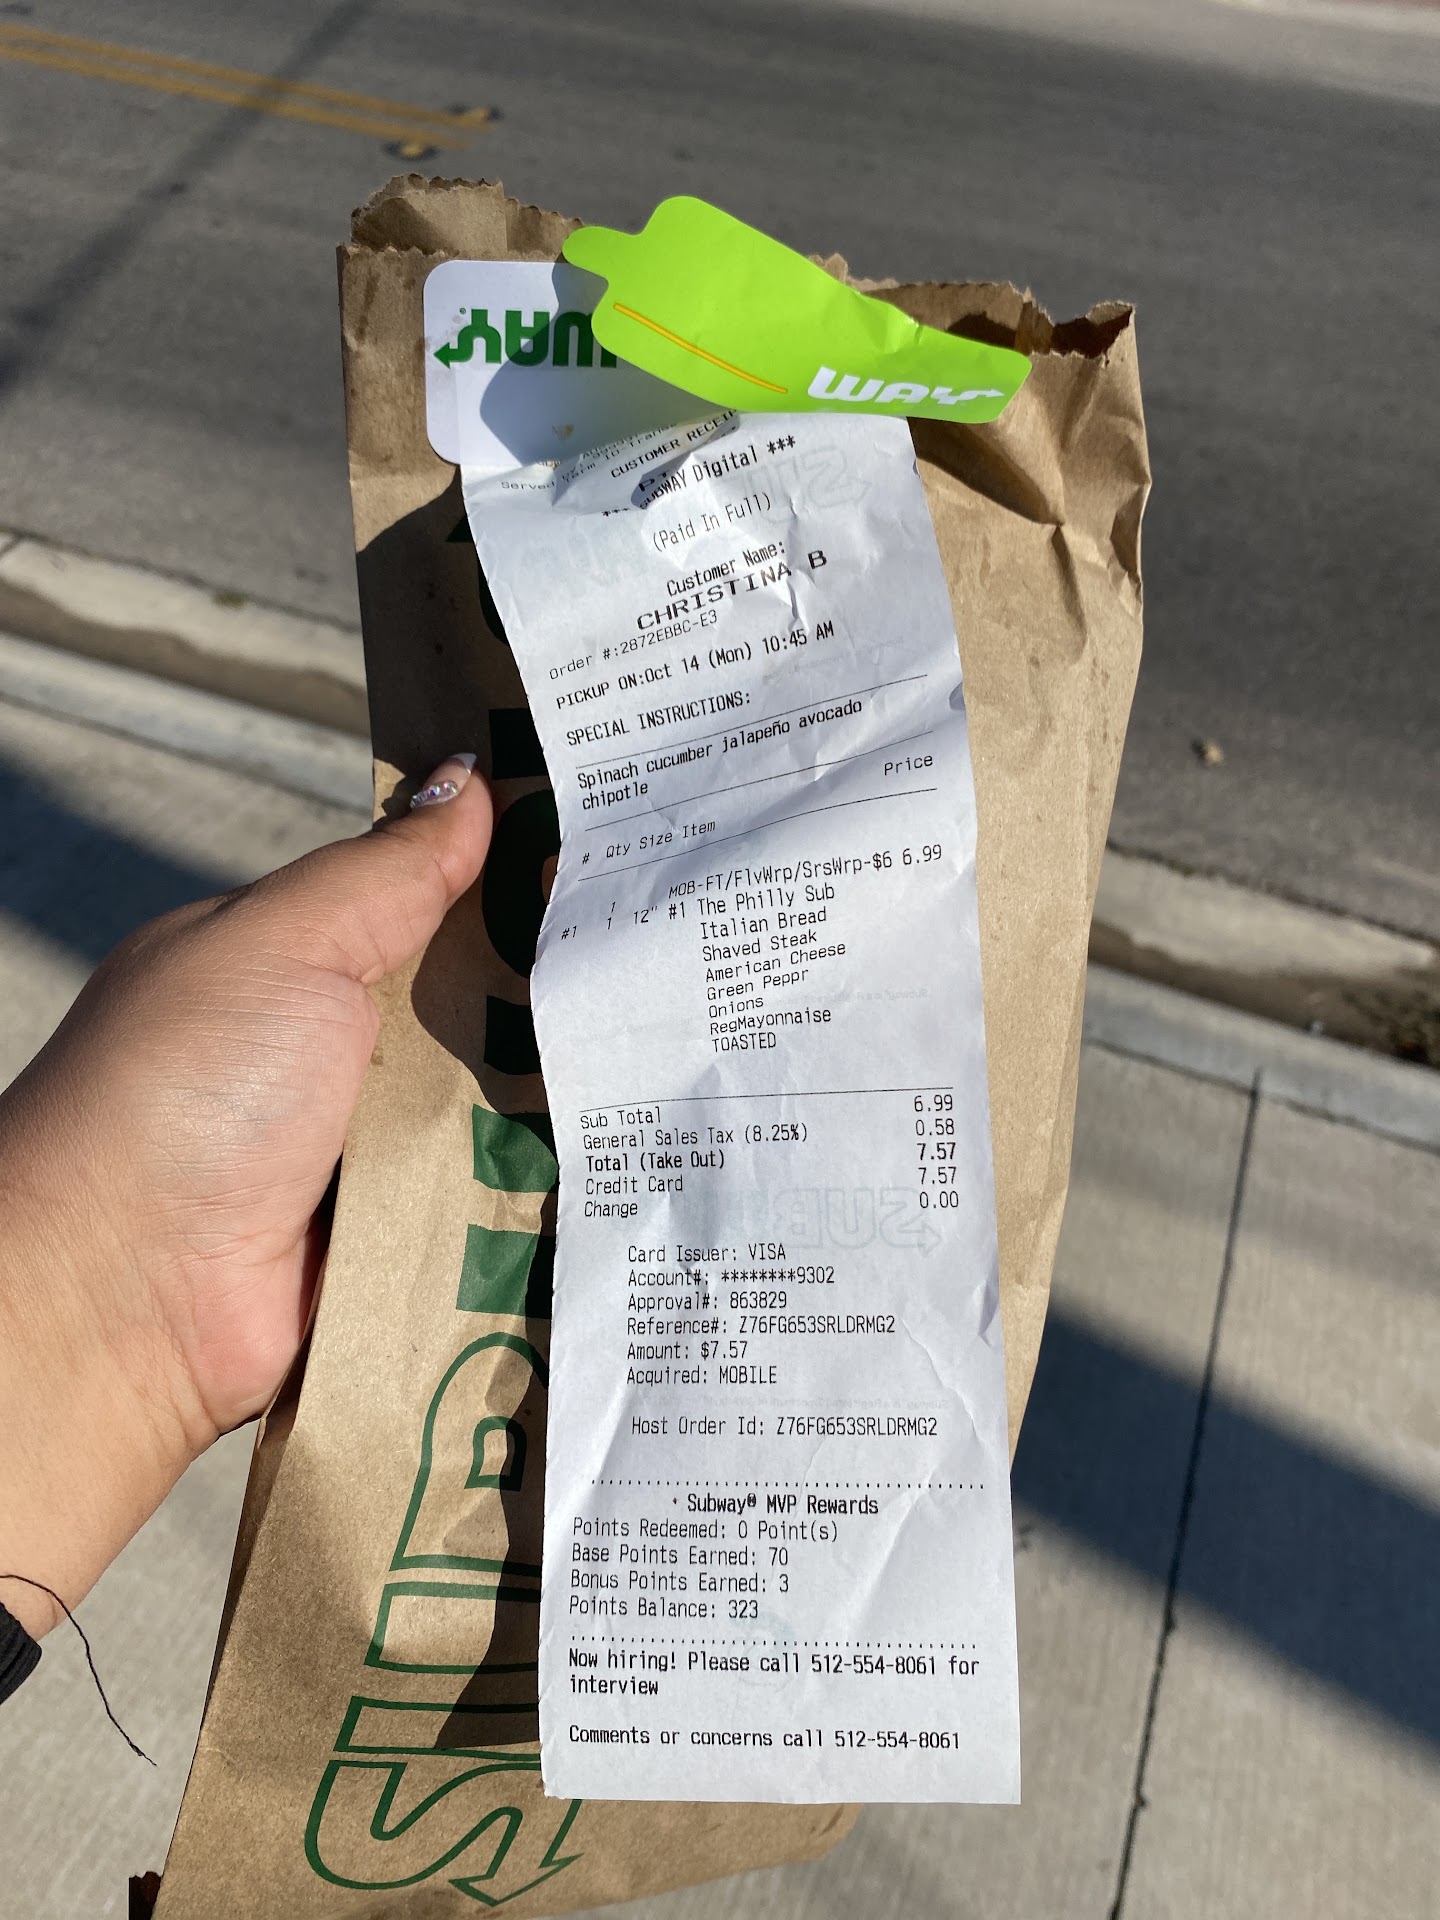 WAY
WAY
Served
Term ID-Trans
CUSTOMER RECEIP
*** SUBWAY Digital ***
(Paid In Full)
Customer Name:
CHRISTINA B
Order #:2872EBBC-E3
PICKUP ON:Oct 14 (Mon) 10:45 AM
SPECIAL INSTRUCTIONS:
Spinach cucumber jalapeño avocado
chipotle
# Qty Size Item Price
1 MOB-FT/FlvWrp/SrsWrp-$6 6.99
#1 1 12" #1 The Philly Sub
Italian Bread
Shaved Steak
American Cheese
Green Peppr
Onions
RegMayonnaise
TOASTED
Sub Total 6.99
General Sales Tax (8.25%) 0.58
Total (Take Out) 7.57
Credit Card 7.57
Change 0.00
Card Issuer: VISA
Account#: ********9302
Approval#: 863829
Reference#: Z76FG653SRLDRMG2
Amount: $7.57
Acquired: MOBILE
Host Order Id: Z76FG653SRLDRMG2
Subway® MVP Rewards
Points Redeemed: 0 Point(s)
Base Points Earned: 70
Bonus Points Earned: 3
Points Balance: 323
Now hiring! Please call 512-554-8061 for
interview
Comments or concerns call 512-554-8061
SUB